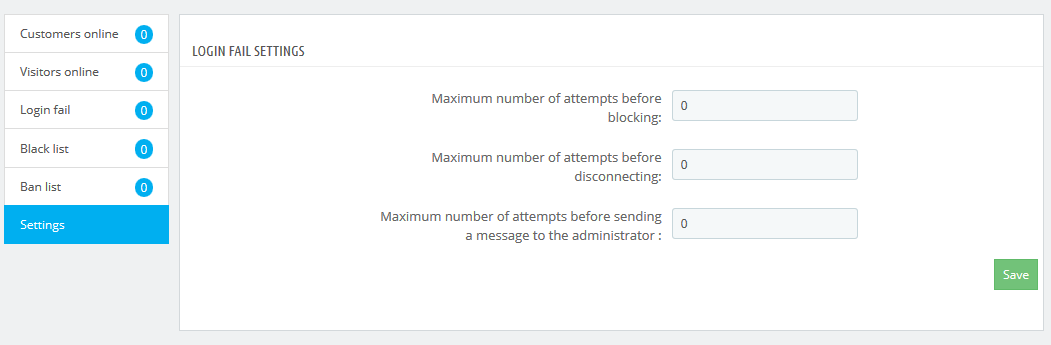 Customers online 0
Visitors online 0
Login fail 0
Black list 0
Ban list 0
Settings
LOGIN FAIL SETTINGS
Maximum number of attempts before
blocking:
0
Maximum number of attempts before
disconnecting:
0
Maximum number of attempts before sending
a message to the administrator :
0
Save